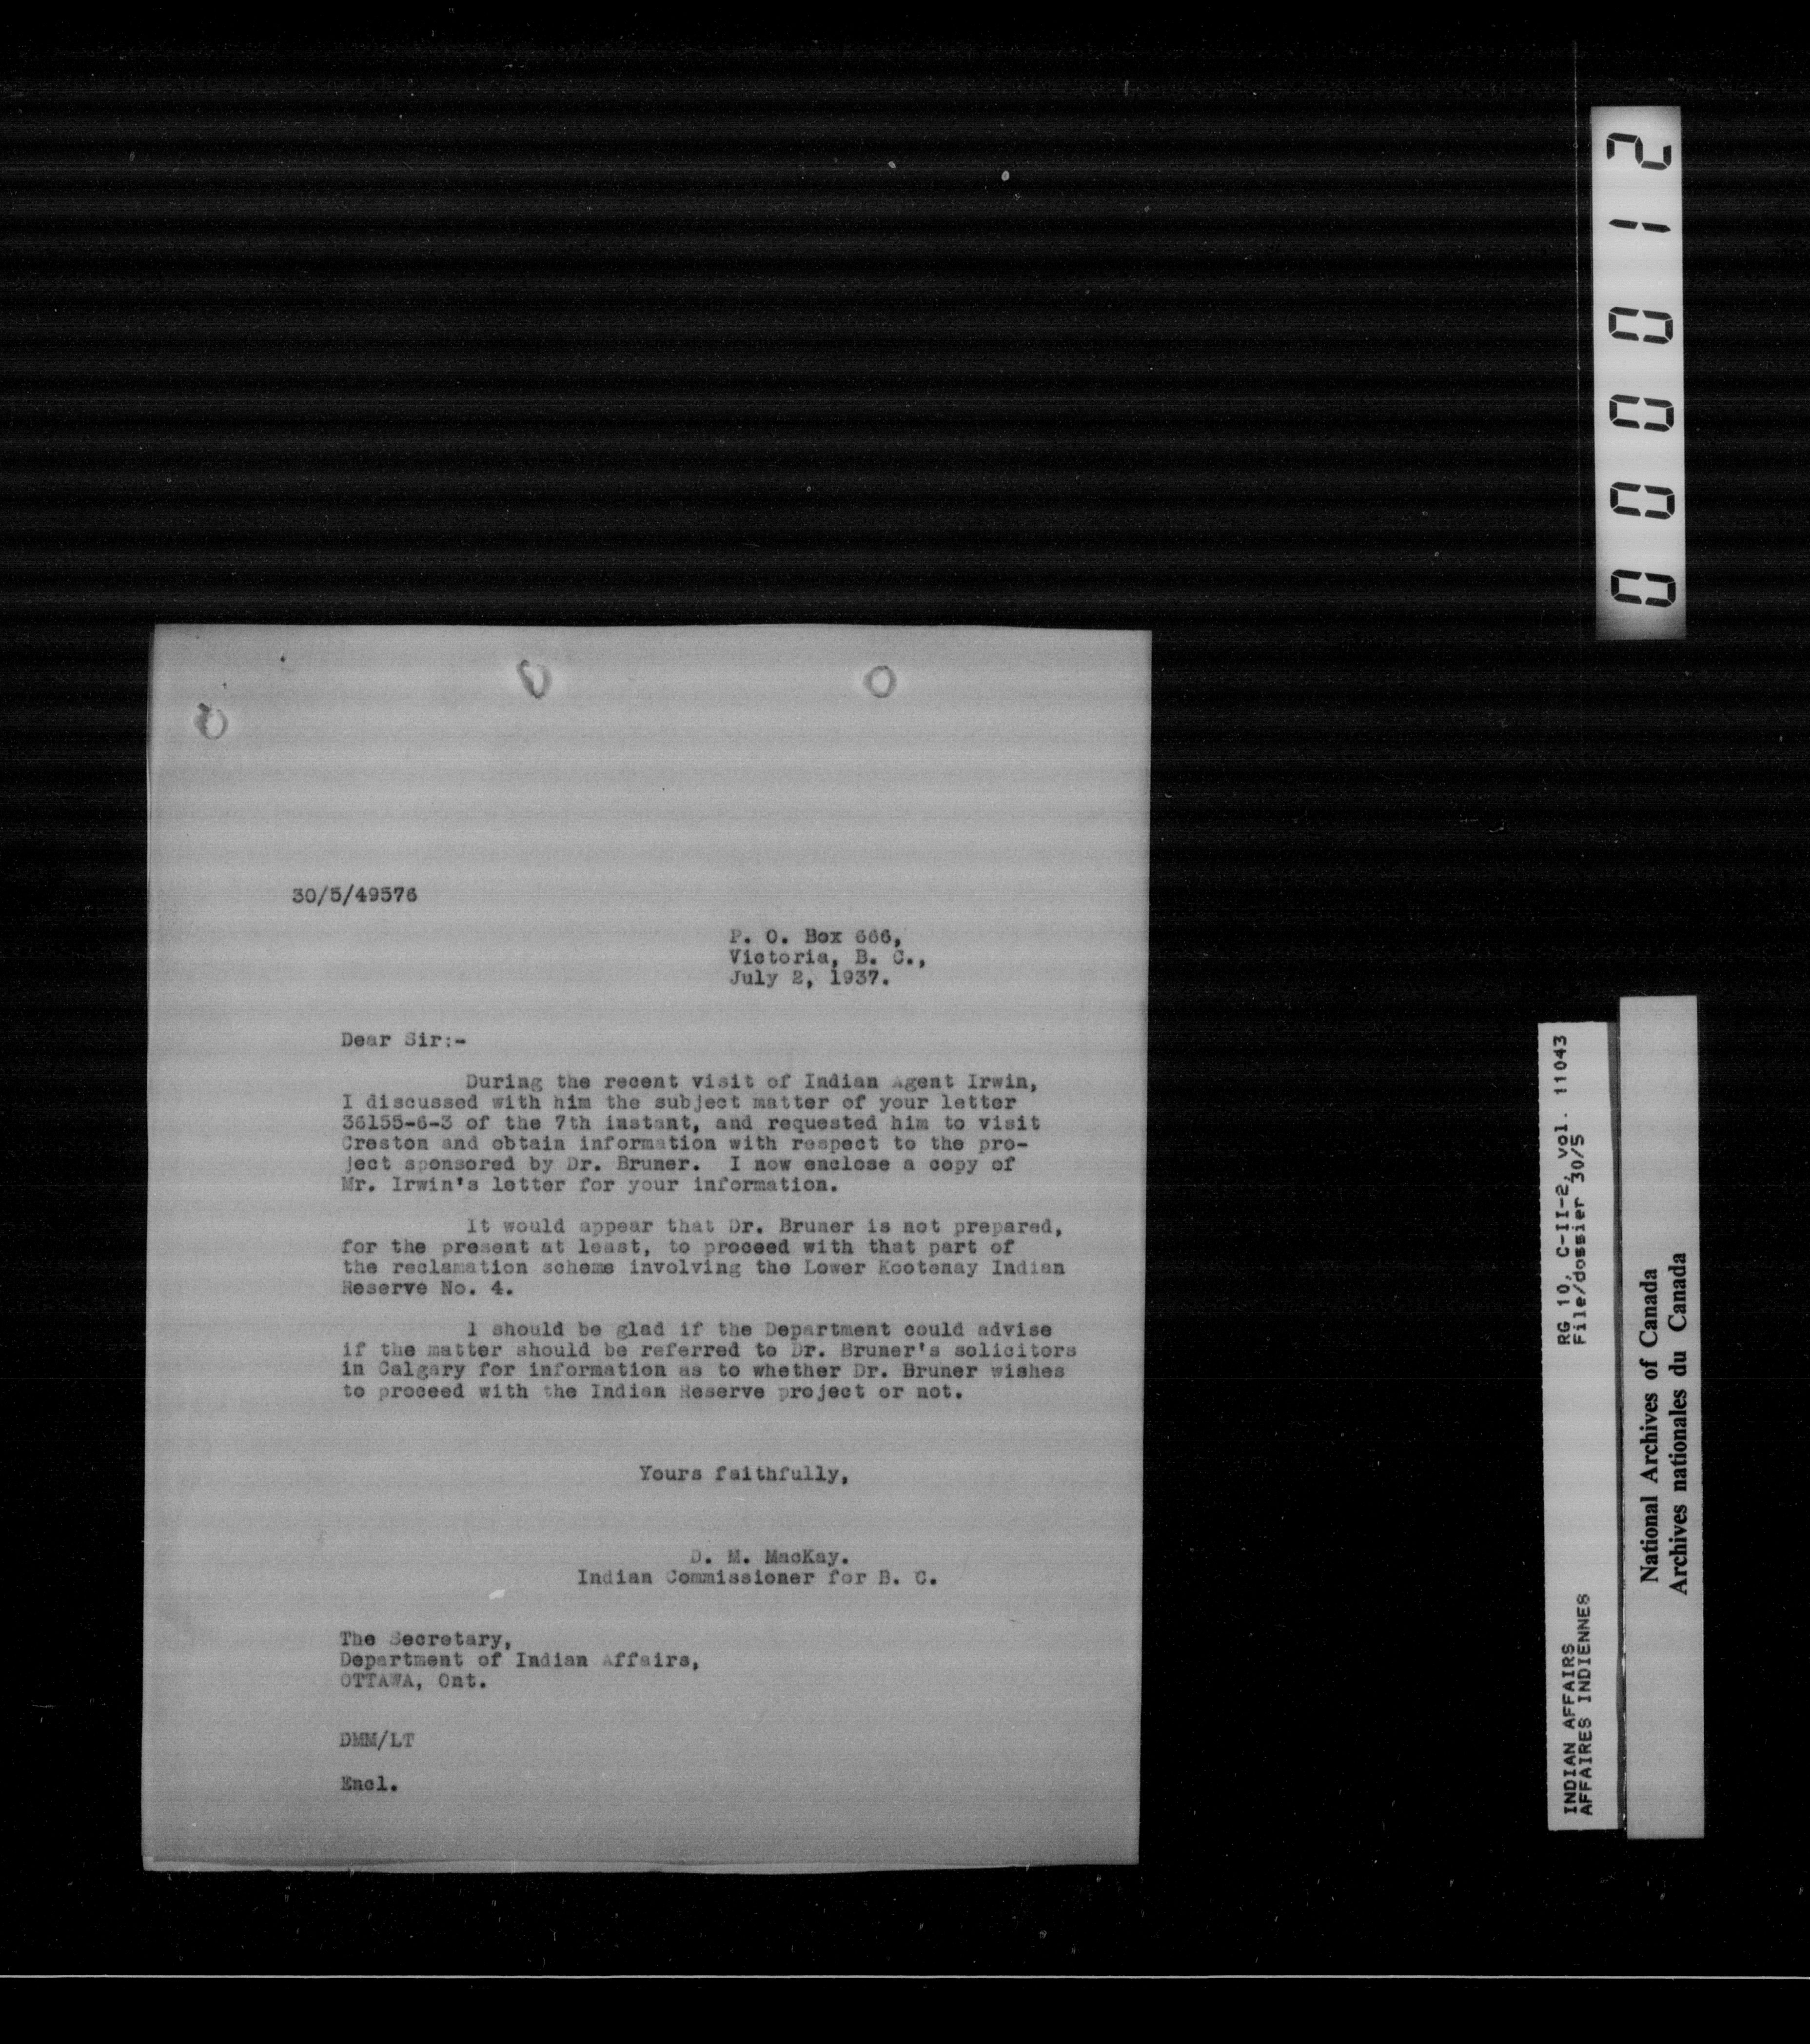 30/5/49576
P. O. Box 666,
Victoria, B. C.,
July 2, 1937.
Dear Sir:-
During the recent visit of Indian Agent Irwin,
I discussed with him the subject matter of your letter
36155-6-3 of the 7th instant, and requested him to visit
Creston and obtain information with respect to the pro-
ject sponsored by Dr. Bruner. I now enclose a copy of
Mr. Irwin's letter for your information.
It would appear that Dr. Bruner is not prepared,
for the present at least, to proceed with that part of
the reclamation scheme involving the Lower Kootenay Indian
Reserve No. 4.
I should be glad if the Department could advise
if the matter should be referred to Dr. Bruner's solicitors
in Calgary for information as to whether Dr. Bruner wishes
to proceed with the Indian Reserve project or not.
Yours faithfully,
D. M. MacKay.
Indian Commissioner for B. C.
The Secretary,
Department of Indian Affairs,
OTTAWA, Ont.
DMM/LT
Encl.
000012
INDIAN AFFAIRS RG 10, C-II-2, vol. 11043
AFFAIRES INDIENNES File/dossier 30/5
National Archives of Canada
Archives nationales du Canada